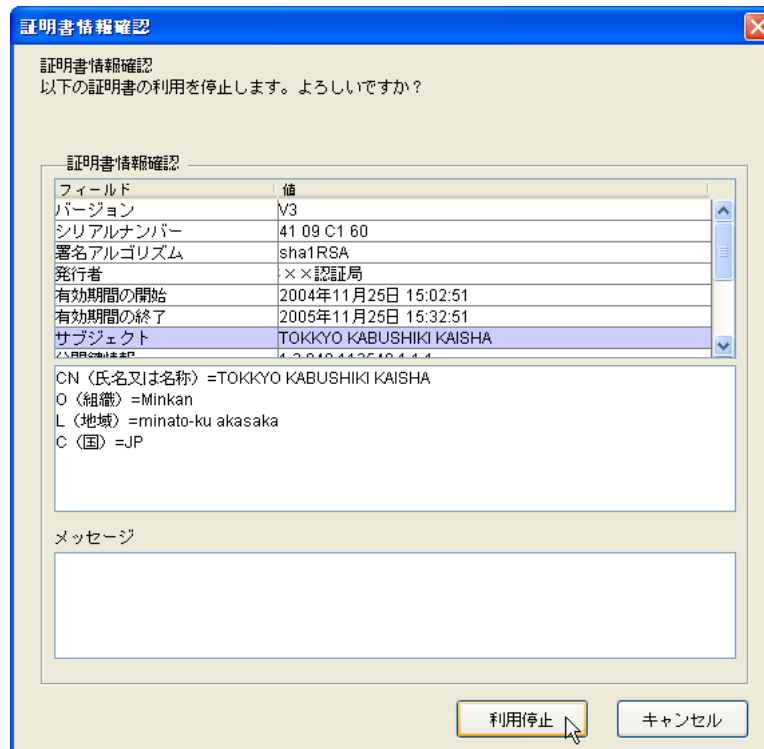 証明書情報確認
証明書情報確認
以下の証明書の利用を停止します。よろしいですか？
証明書情報確認
フィールド 値
バージョン V3
シリアルナンバー 41 09 C1 60
署名アルゴリズム sha1RSA
発行者 ××認証局
有効期間の開始 2004年11月25日 15:02:51
有効期間の終了 2005年11月25日 15:32:51
サブジェクト TOKKYO KABUSHIKI KAISHA
CN（氏名又は名称）=TOKKYO KABUSHIKI KAISHA
O（組織）=Minkan
L（地域）=minato-ku akasaka
C（国）=JP
メッセージ
利用停止 キャンセル